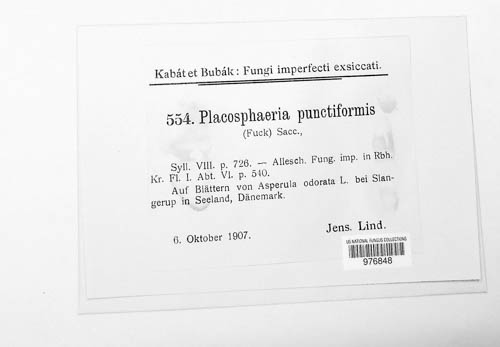 Kabát et Bubák: Fungi imperfecti exsiccati.
554. Placosphaeria punctiformis
(Fuck) Sacc.,
Syll. VIII. p. 726. — Allesch. Fung. imp. in Rbh.
Kr. Fl. I. Abt. VI. p. 540.
Auf Blättern von Asperula odorata L. bei Slan-
gerup in Seeland, Dänemark.
6. Oktober 1907.
Jens. Lind.
US NATIONAL FUNGUS COLLECTIONS
976848